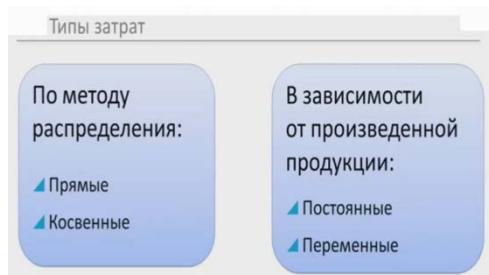 Типы затрат
По методу
распределения:
Прямые
Косвенные
В зависимости
от произведенной
продукции:
Постоянные
Переменные